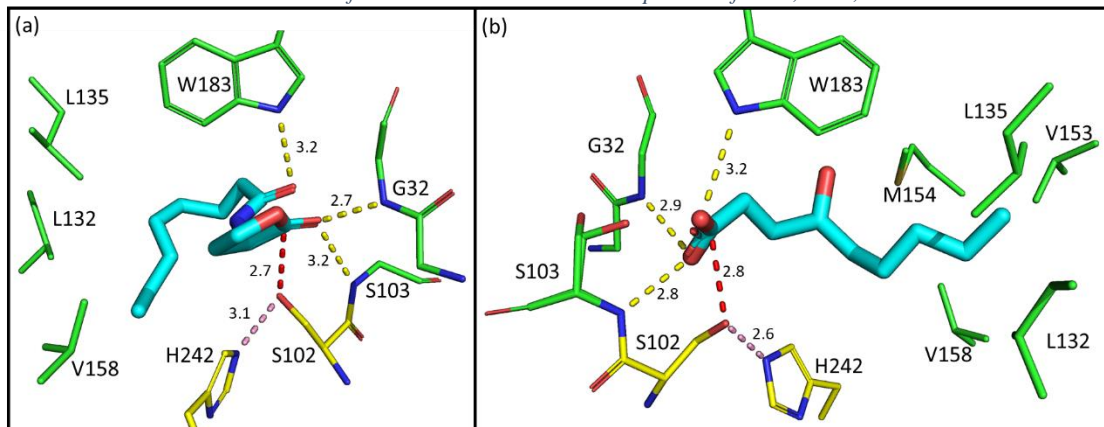 (a)
W183
L135
3.2
G32
2.7
L132
3.2
2.7
S103
3.1
S102
H242
V158
(b)
W183
L135
G32
V153
3.2
M154
2.9
S103
2.8
2.8
S102
2.6
V158
L132
H242